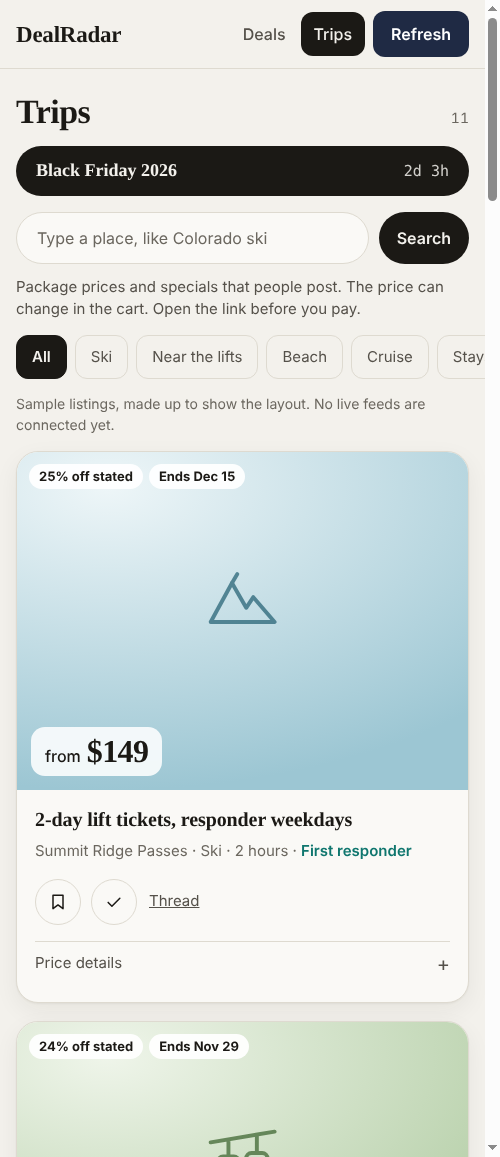 DealRadar
Deals
Trips
Refresh
Trips
11
Black Friday 2026
2d 3h
Type a place, like Colorado ski
Search
Package prices and specials that people post. The price can
change in the cart. Open the link before you pay.
All
Ski
Near the lifts
Beach
Cruise
Stay
Sample listings, made up to show the layout. No live feeds are
connected yet.
25% off stated
Ends Dec 15
from $149
2-day lift tickets, responder weekdays
Summit Ridge Passes · Ski · 2 hours · First responder
Thread
Price details
+
24% off stated
Ends Nov 29